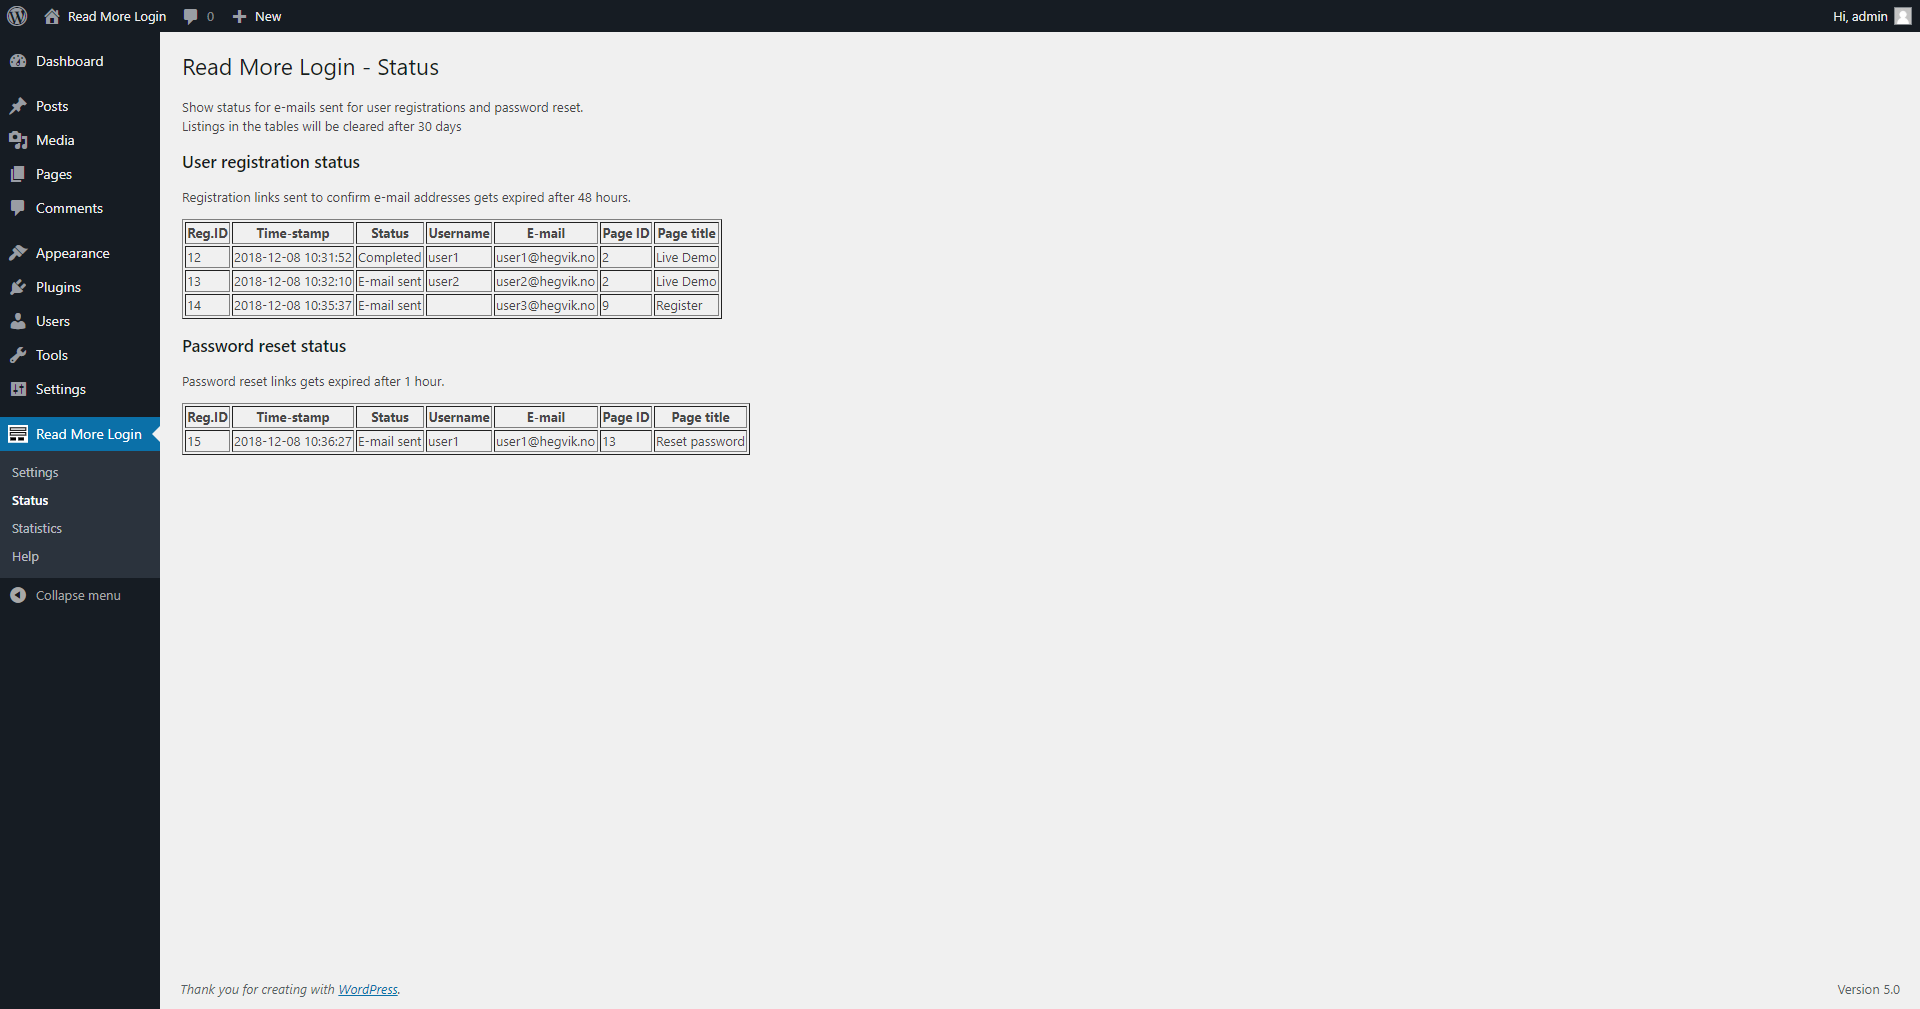 Read More Login 0 New Hi, admin
Dashboard
Posts
Media
Pages
Comments
Appearance
Plugins
Users
Tools
Settings
Read More Login
Settings
Status
Statistics
Help
Collapse menu
Read More Login - Status
Show status for e-mails sent for user registrations and password reset.
Listings in the tables will be cleared after 30 days
User registration status
Registration links sent to confirm e-mail addresses gets expired after 48 hours.
Reg.ID Time-stamp Status Username E-mail Page ID Page title
12 2018-12-08 10:31:52 Completed user1 user1@hegvik.no 2 Live Demo
13 2018-12-08 10:32:10 E-mail sent user2 user2@hegvik.no 2 Live Demo
14 2018-12-08 10:35:37 E-mail sent user3@hegvik.no 9 Register
Password reset status
Password reset links gets expired after 1 hour.
Reg.ID Time-stamp Status Username E-mail Page ID Page title
15 2018-12-08 10:36:27 E-mail sent user1 user1@hegvik.no 13 Reset password
Thank you for creating with WordPress. Version 5.0